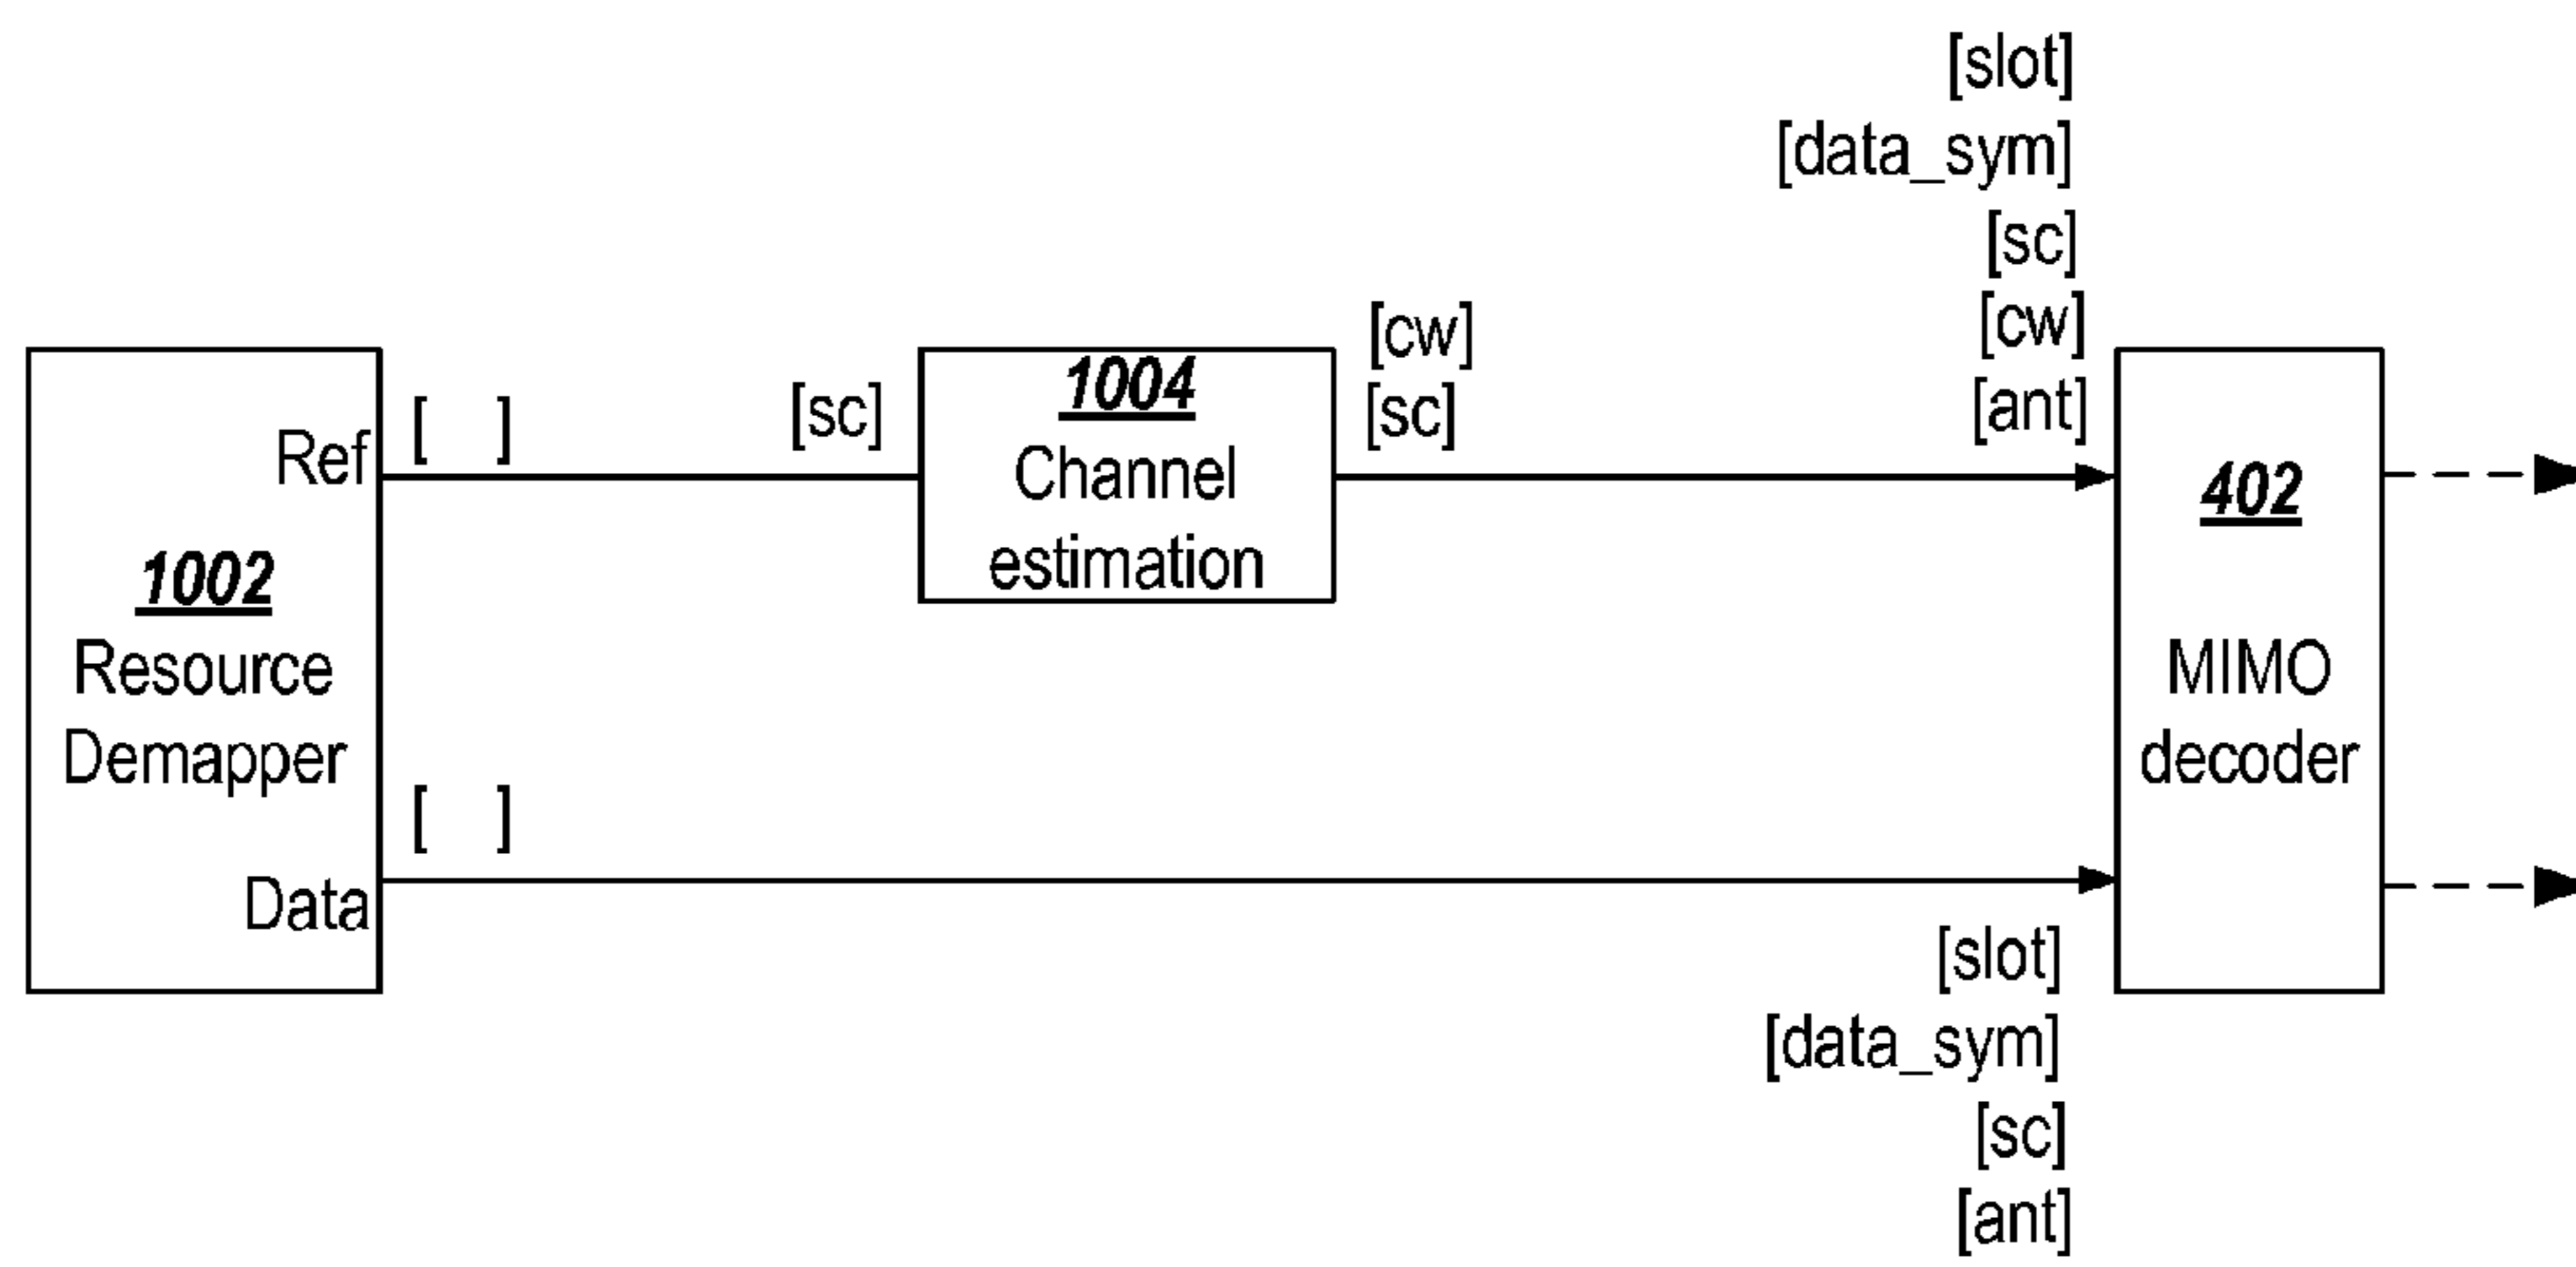 [slot]
[data_sym]
[sc]
[cw]
[ant]
[cw]
[sc]
[sc]
[ ]
Ref
1002
Resource
Demapper
[ ]
Data
1004
Channel
estimation
402
MIMO
decoder
[slot]
[data_sym]
[sc]
[ant]